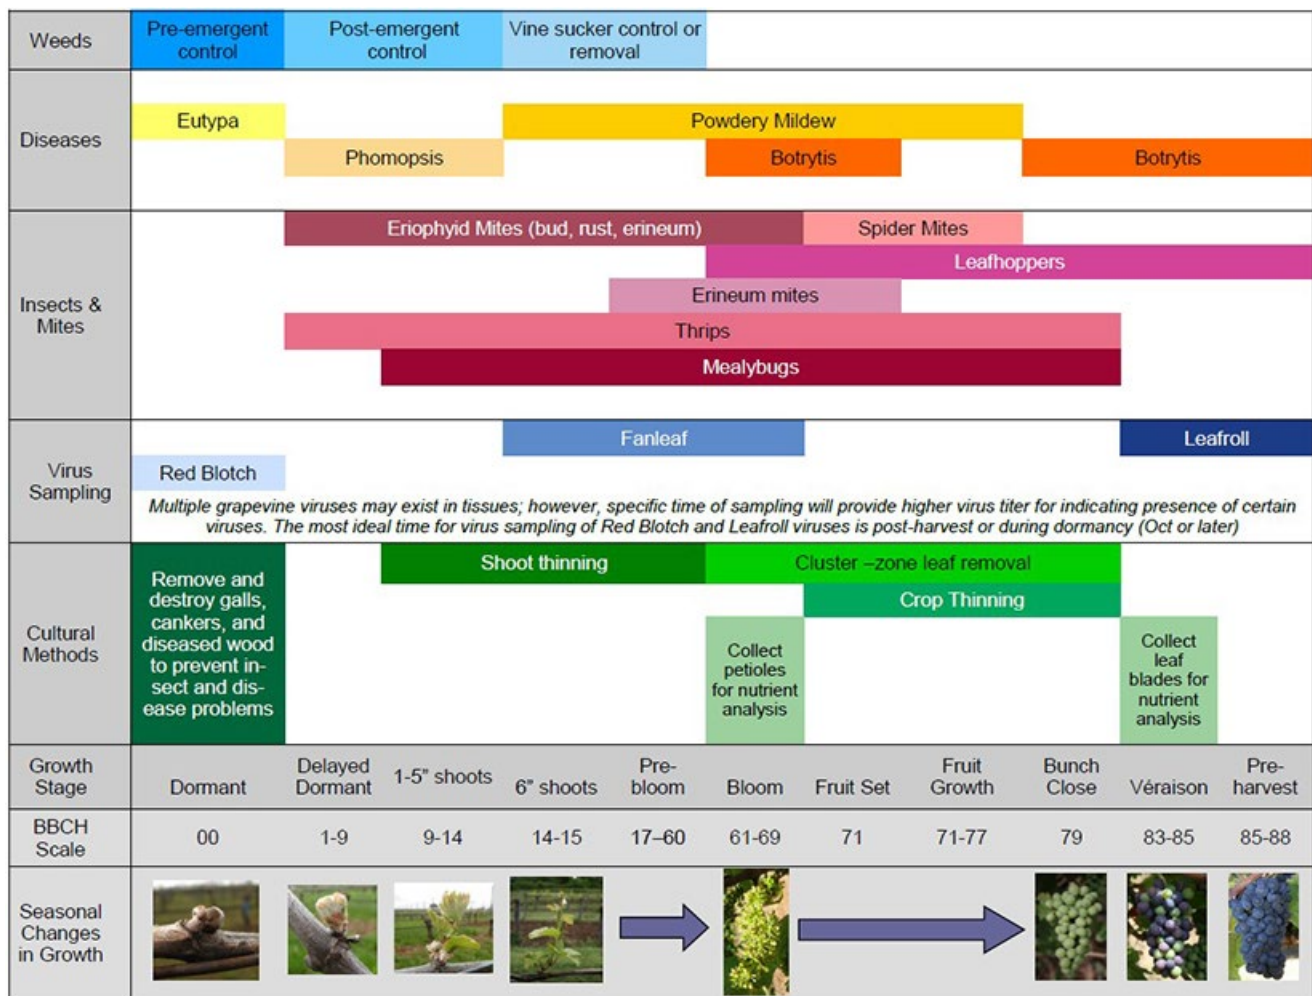 Weeds
Pre-emergent
control
Post-emergent
control
Vine sucker control or
removal
Diseases
Eutypa
Powdery Mildew
Phomopsis
Botrytis
Botrytis
Insects &
Mites
Eriophyid Mites (bud, rust, erineum)
Spider Mites
Leafhoppers
Erineum mites
Thrips
Mealybugs
Virus
Sampling
Fanleaf
Leafroll
Red Blotch
Multiple grapevine viruses may exist in tissues; however, specific time of sampling will provide higher virus titer for indicating presence of certain
viruses. The most ideal time for virus sampling of Red Blotch and Leafroll viruses is post-harvest or during dormancy (Oct or later)
Cultural
Methods
Remove and
destroy galls,
cankers, and
diseased wood
to prevent in-
sect and dis-
ease problems
Shoot thinning
Cluster –zone leaf removal
Crop Thinning
Collect
petioles
for nutrient
analysis
Collect
leaf
blades for
nutrient
analysis
Growth
Stage
Dormant
Delayed
Dormant
1-5" shoots
6" shoots
Pre-
bloom
Bloom
Fruit Set
Fruit
Growth
Bunch
Close
Véraison
Pre-
harvest
BBCH
Scale
00
1-9
9-14
14-15
17–60
61-69
71
71-77
79
83-85
85-88
Seasonal
Changes
in Growth